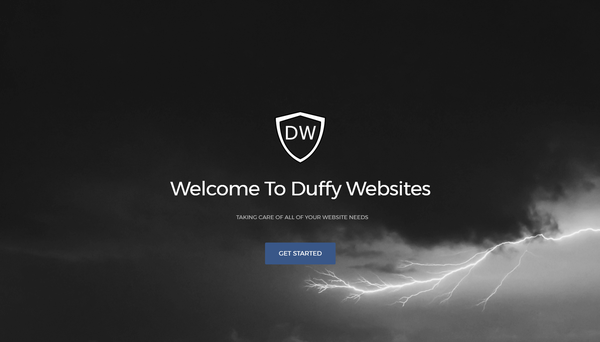 DW
Welcome To Duffy Websites
TAKING CARE OF ALL OF YOUR WEBSITE NEEDS
GET STARTED